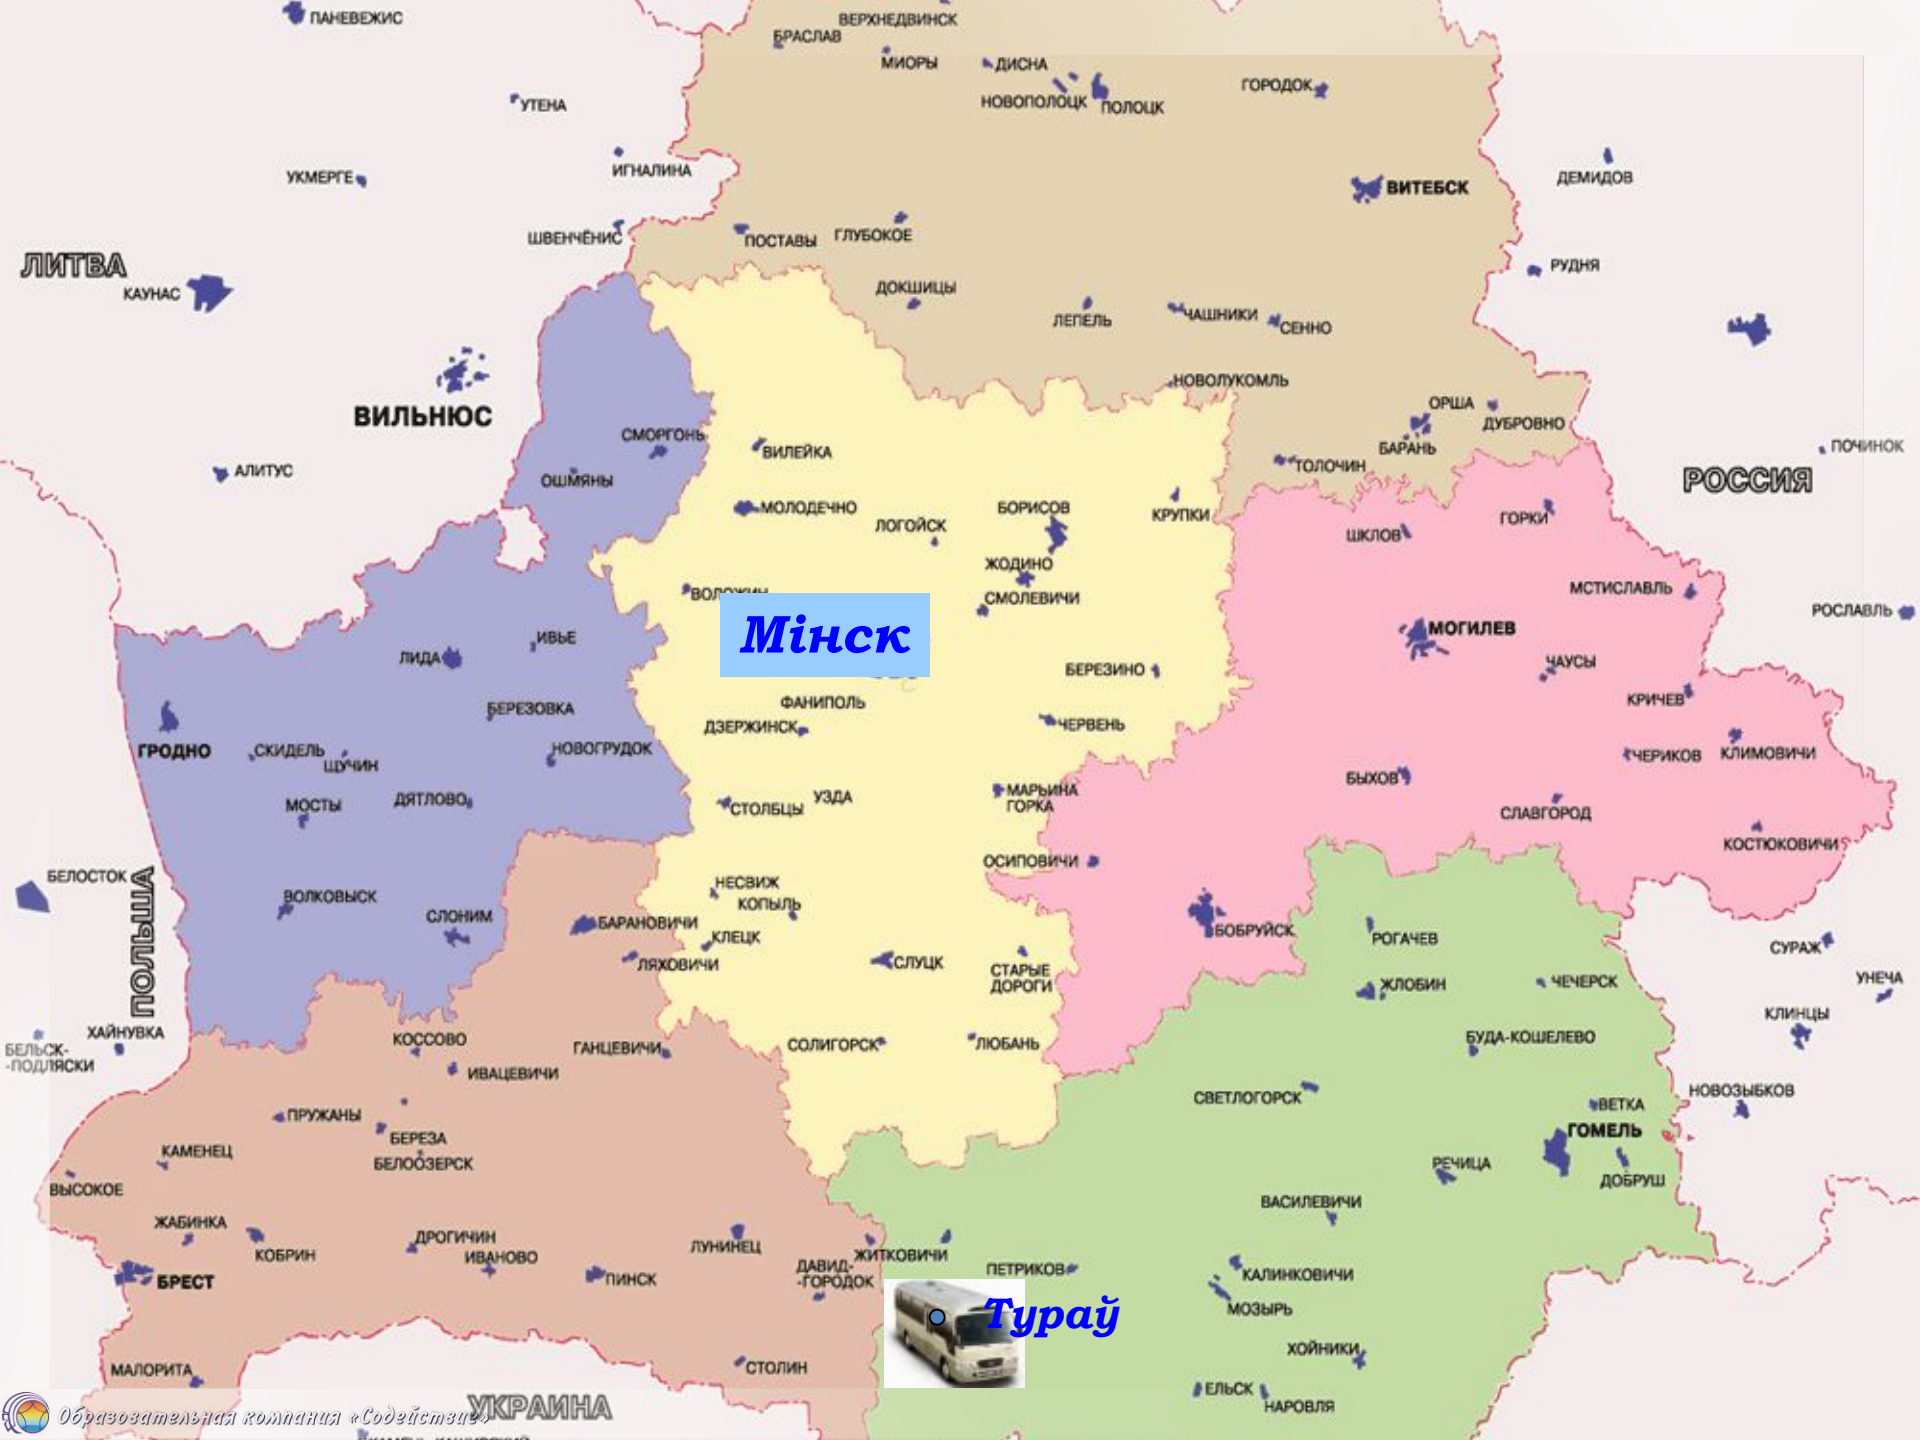 ПАНЕВЕЖИС
ВЕРХНЕДВИНСК
БРАСЛАВ
МИОРЫ
ДИСНА
НОВОПОЛОЦК
ПОЛОЦК
ГОРОДОК
УТЕНА
ИГНАЛИНА
УКМЕРГЕ
ДЕМИДОВ
ВИТЕБСК
ШВЕНЧЁНИС
ПОСТАВЫ
ГЛУБОКОЕ
ЛИТВА
КАУНАС
РУДНЯ
ДОКШИЦЫ
ЛЕПЕЛЬ
ЧАШНИКИ
СЕННО
НОВОЛУКОМЛЬ
ВИЛЬНЮС
ОРША
ДУБРОВНО
БАРАНЬ
ТОЛОЧИН
СМОРГОНЬ
ВИЛЕЙКА
ПОЧИНОК
РОССИЯ
АЛИТУС
ОШМЯНЫ
МОЛОДЕЧНО
ЛОГОЙСК
БОРИСОВ
КРУПКИ
ШКЛОВ
ГОРКИ
ЖОДИНО
СМОЛЕВИЧИ
ВОЛОЖИН
МСТИСЛАВЛЬ
РОСЛАВЛЬ
Мінск
МОГИЛЕВ
ИВЬЕ
ЛИДА
БЕРЕЗИНО
ЧАУСЫ
КРИЧЕВ
БЕРЕЗОВКА
ФАНИПОЛЬ
ДЗЕРЖИНСК
ЧЕРВЕНЬ
ГРОДНО
СКИДЕЛЬ
ЩУЧИН
НОВОГРУДОК
ЧЕРИКОВ
КЛИМОВИЧИ
БЫХОВ
МОСТЫ
ДЯТЛОВО
СТОЛБЦЫ
УЗДА
МАРЬИНА
ГОРКА
СЛАВГОРОД
КОСТЮКОВИЧИ
ОСИПОВИЧИ
БЕЛОСТОК
ПОЛЬША
НЕСВИЖ
КОПЫЛЬ
ВОЛКОВЫСК
СЛОНИМ
БАРАНОВИЧИ
КЛЕЦК
ЛЯХОВИЧИ
СЛУЦК
СТАРЫЕ
ДОРОГИ
БОБРУЙСК
РОГАЧЕВ
ЖЛОБИН
ЧЕЧЕРСК
СУРАЖ
УНЕЧА
КЛИНЦЫ
ХАЙНУВКА
БЕЛЬСК-
-ПОДЛЯСКИ
КОССОВО
ИВАЦЕВИЧИ
ГАНЦЕВИЧИ
СОЛИГОРСК
ЛЮБАНЬ
БУДА-КОШЕЛЕВО
НОВОЗЫБКОВ
СВЕТЛОГОРСК
ВЕТКА
ГОМЕЛЬ
ДОБРУШ
РЕЧИЦА
ПРУЖАНЫ
БЕРЕЗА
БЕЛООЗЕРСК
КАМЕНЕЦ
ВЫСОКОЕ
ВАСИЛЕВИЧИ
ЖАБИНКА
КОБРИН
ДРОГИЧИН
ИВАНОВО
ЛУНИНЕЦ
ЖИТКОВИЧИ
ДАВИД-
-ГОРОДОК
ПЕТРИКОВ
КАЛИНКОВИЧИ
БРЕСТ
ПИНСК
МОЗЫРЬ
Тураў
ХОЙНИКИ
МАЛОРИТА
СТОЛИН
ЕЛЬСК
НАРОВЛЯ
УКРАИНА
Образовательная компания «Содействие»
КАМЕНЬ-КАШИРСКИЙ